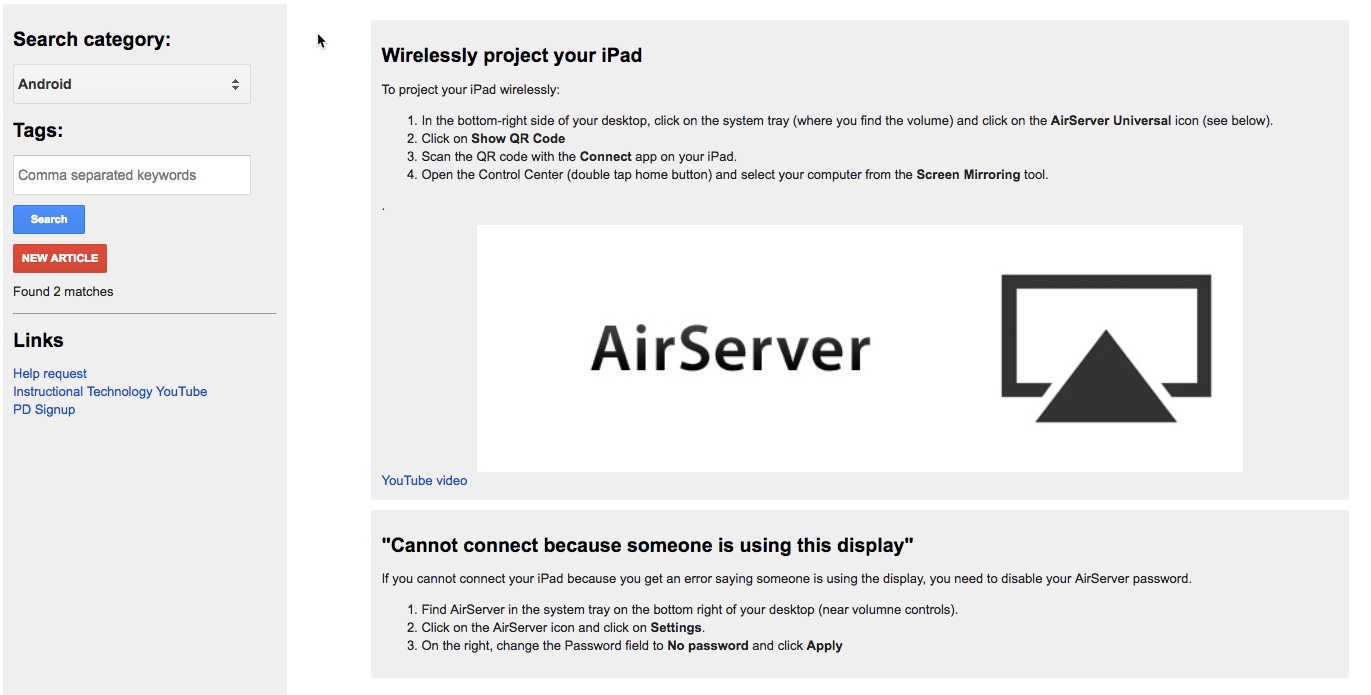 Search category:
Android
Tags:
Comma separated keywords
Search
NEW ARTICLE
Found 2 matches
Links
Help request
Instructional Technology YouTube
PD Signup
Wirelessly project your iPad
To project your iPad wirelessly:
1. In the bottom-right side of your desktop, click on the system tray (where you find the volume) and click on the AirServer Universal icon (see below).
2. Click on Show QR Code
3. Scan the QR code with the Connect app on your iPad.
4. Open the Control Center (double tap home button) and select your computer from the Screen Mirroring tool.
.
AirServer
YouTube video
"Cannot connect because someone is using this display"
If you cannot connect your iPad because you get an error saying someone is using the display, you need to disable your AirServer password.
1. Find AirServer in the system tray on the bottom right of your desktop (near volumne controls).
2. Click on the AirServer icon and click on Settings.
3. On the right, change the Password field to No password and click Apply